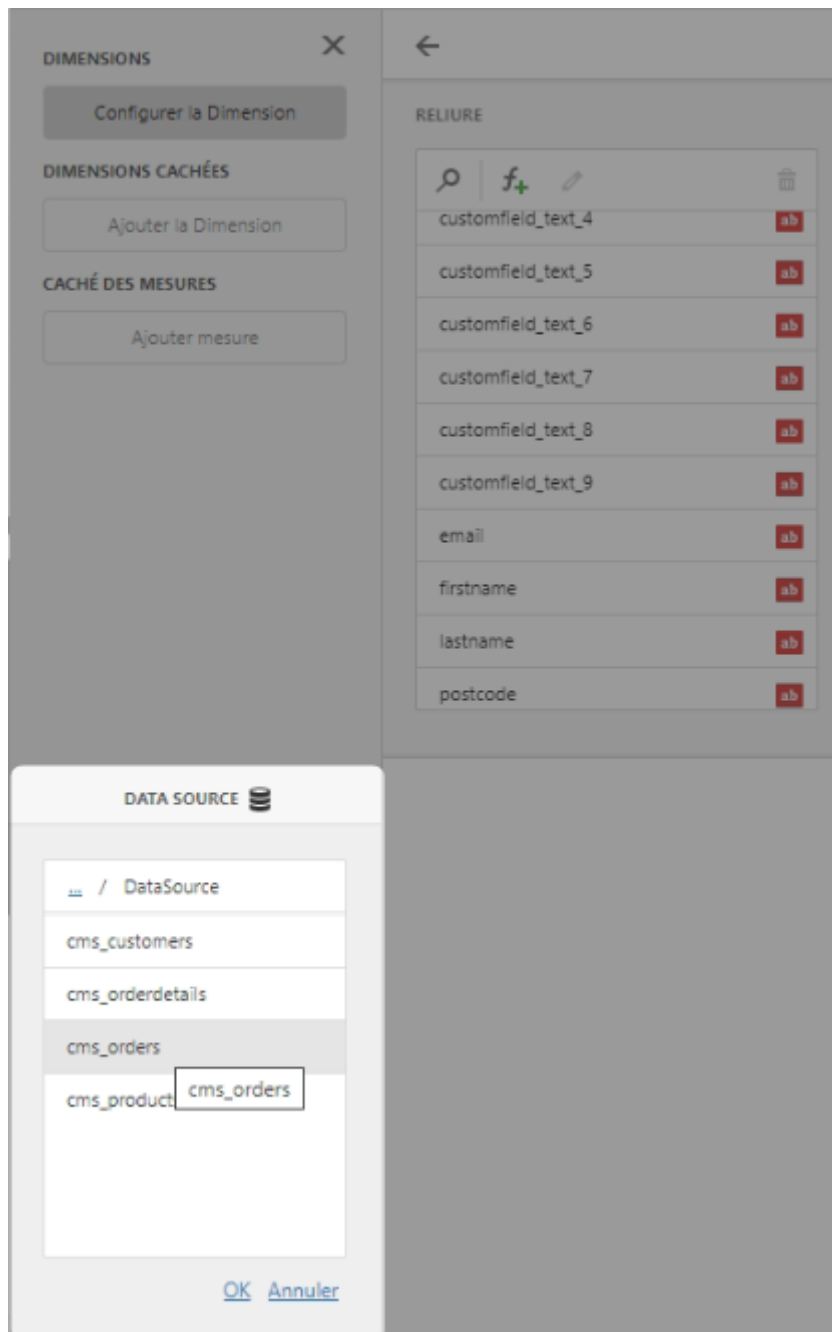 DIMENSIONS
Configurer la Dimension
DIMENSIONS CACHÉES
Ajouter la Dimension
CACHÉ DES MESURES
Ajouter mesure
RELIURE
customfield_text_4 ab
customfield_text_5 ab
customfield_text_6 ab
customfield_text_7 ab
customfield_text_8 ab
customfield_text_9 ab
email ab
firstname ab
lastname ab
postcode ab
DATA SOURCE
... / DataSource
cms_customers
cms_orderdetails
cms_orders
cms_orders
cms_product
OK Annuler